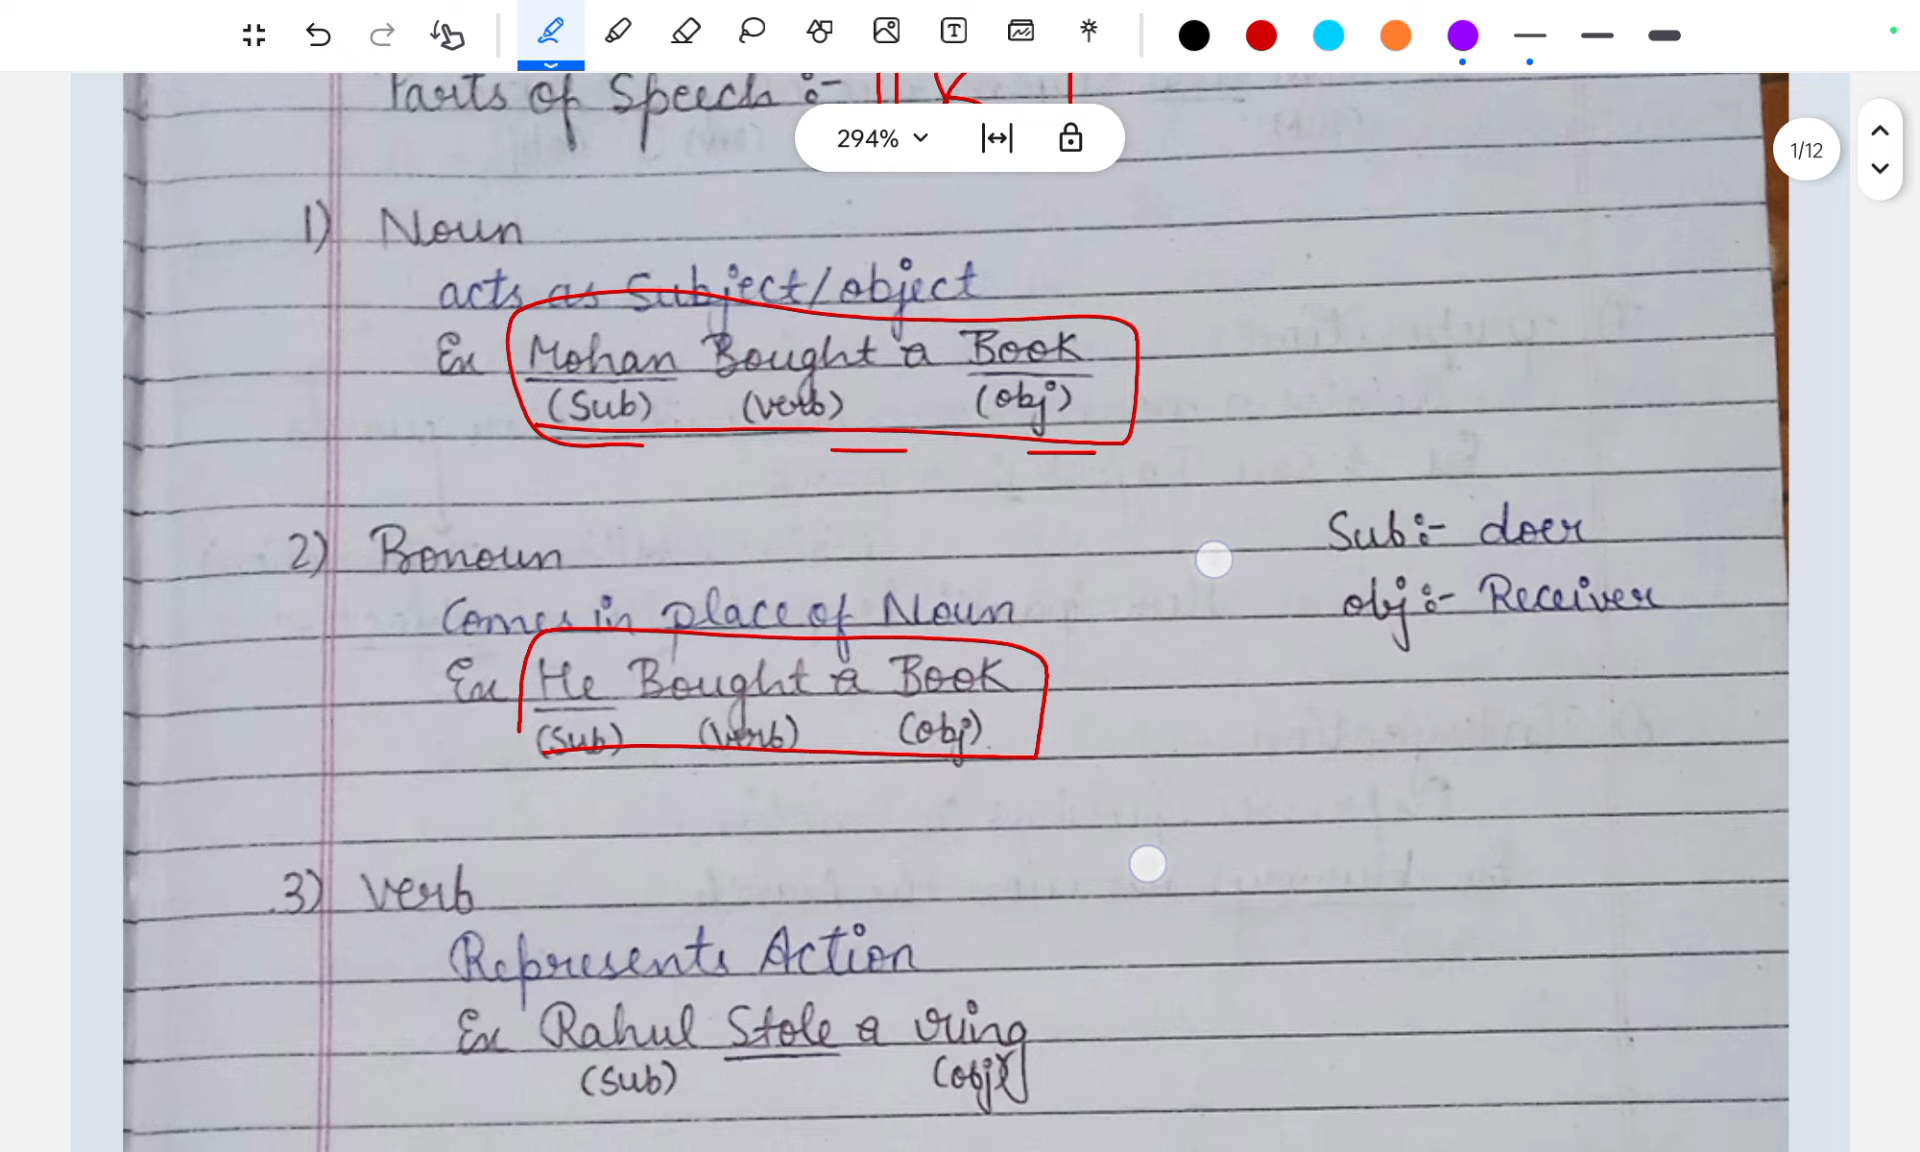 294%
1/12
Parts of Speech :-
1) Noun
acts as Subject/object
Ex Mohan Bought a Book
(Sub) (verb) (obj)
2) Pronoun
Comes in place of Noun
Sub:- doer
obj:- Receiver
Ex He Bought a Book
(Sub) (verb) (obj).
3) Verb
Represents Action
Ex Rahul Stole a ring
(Sub) (obj)